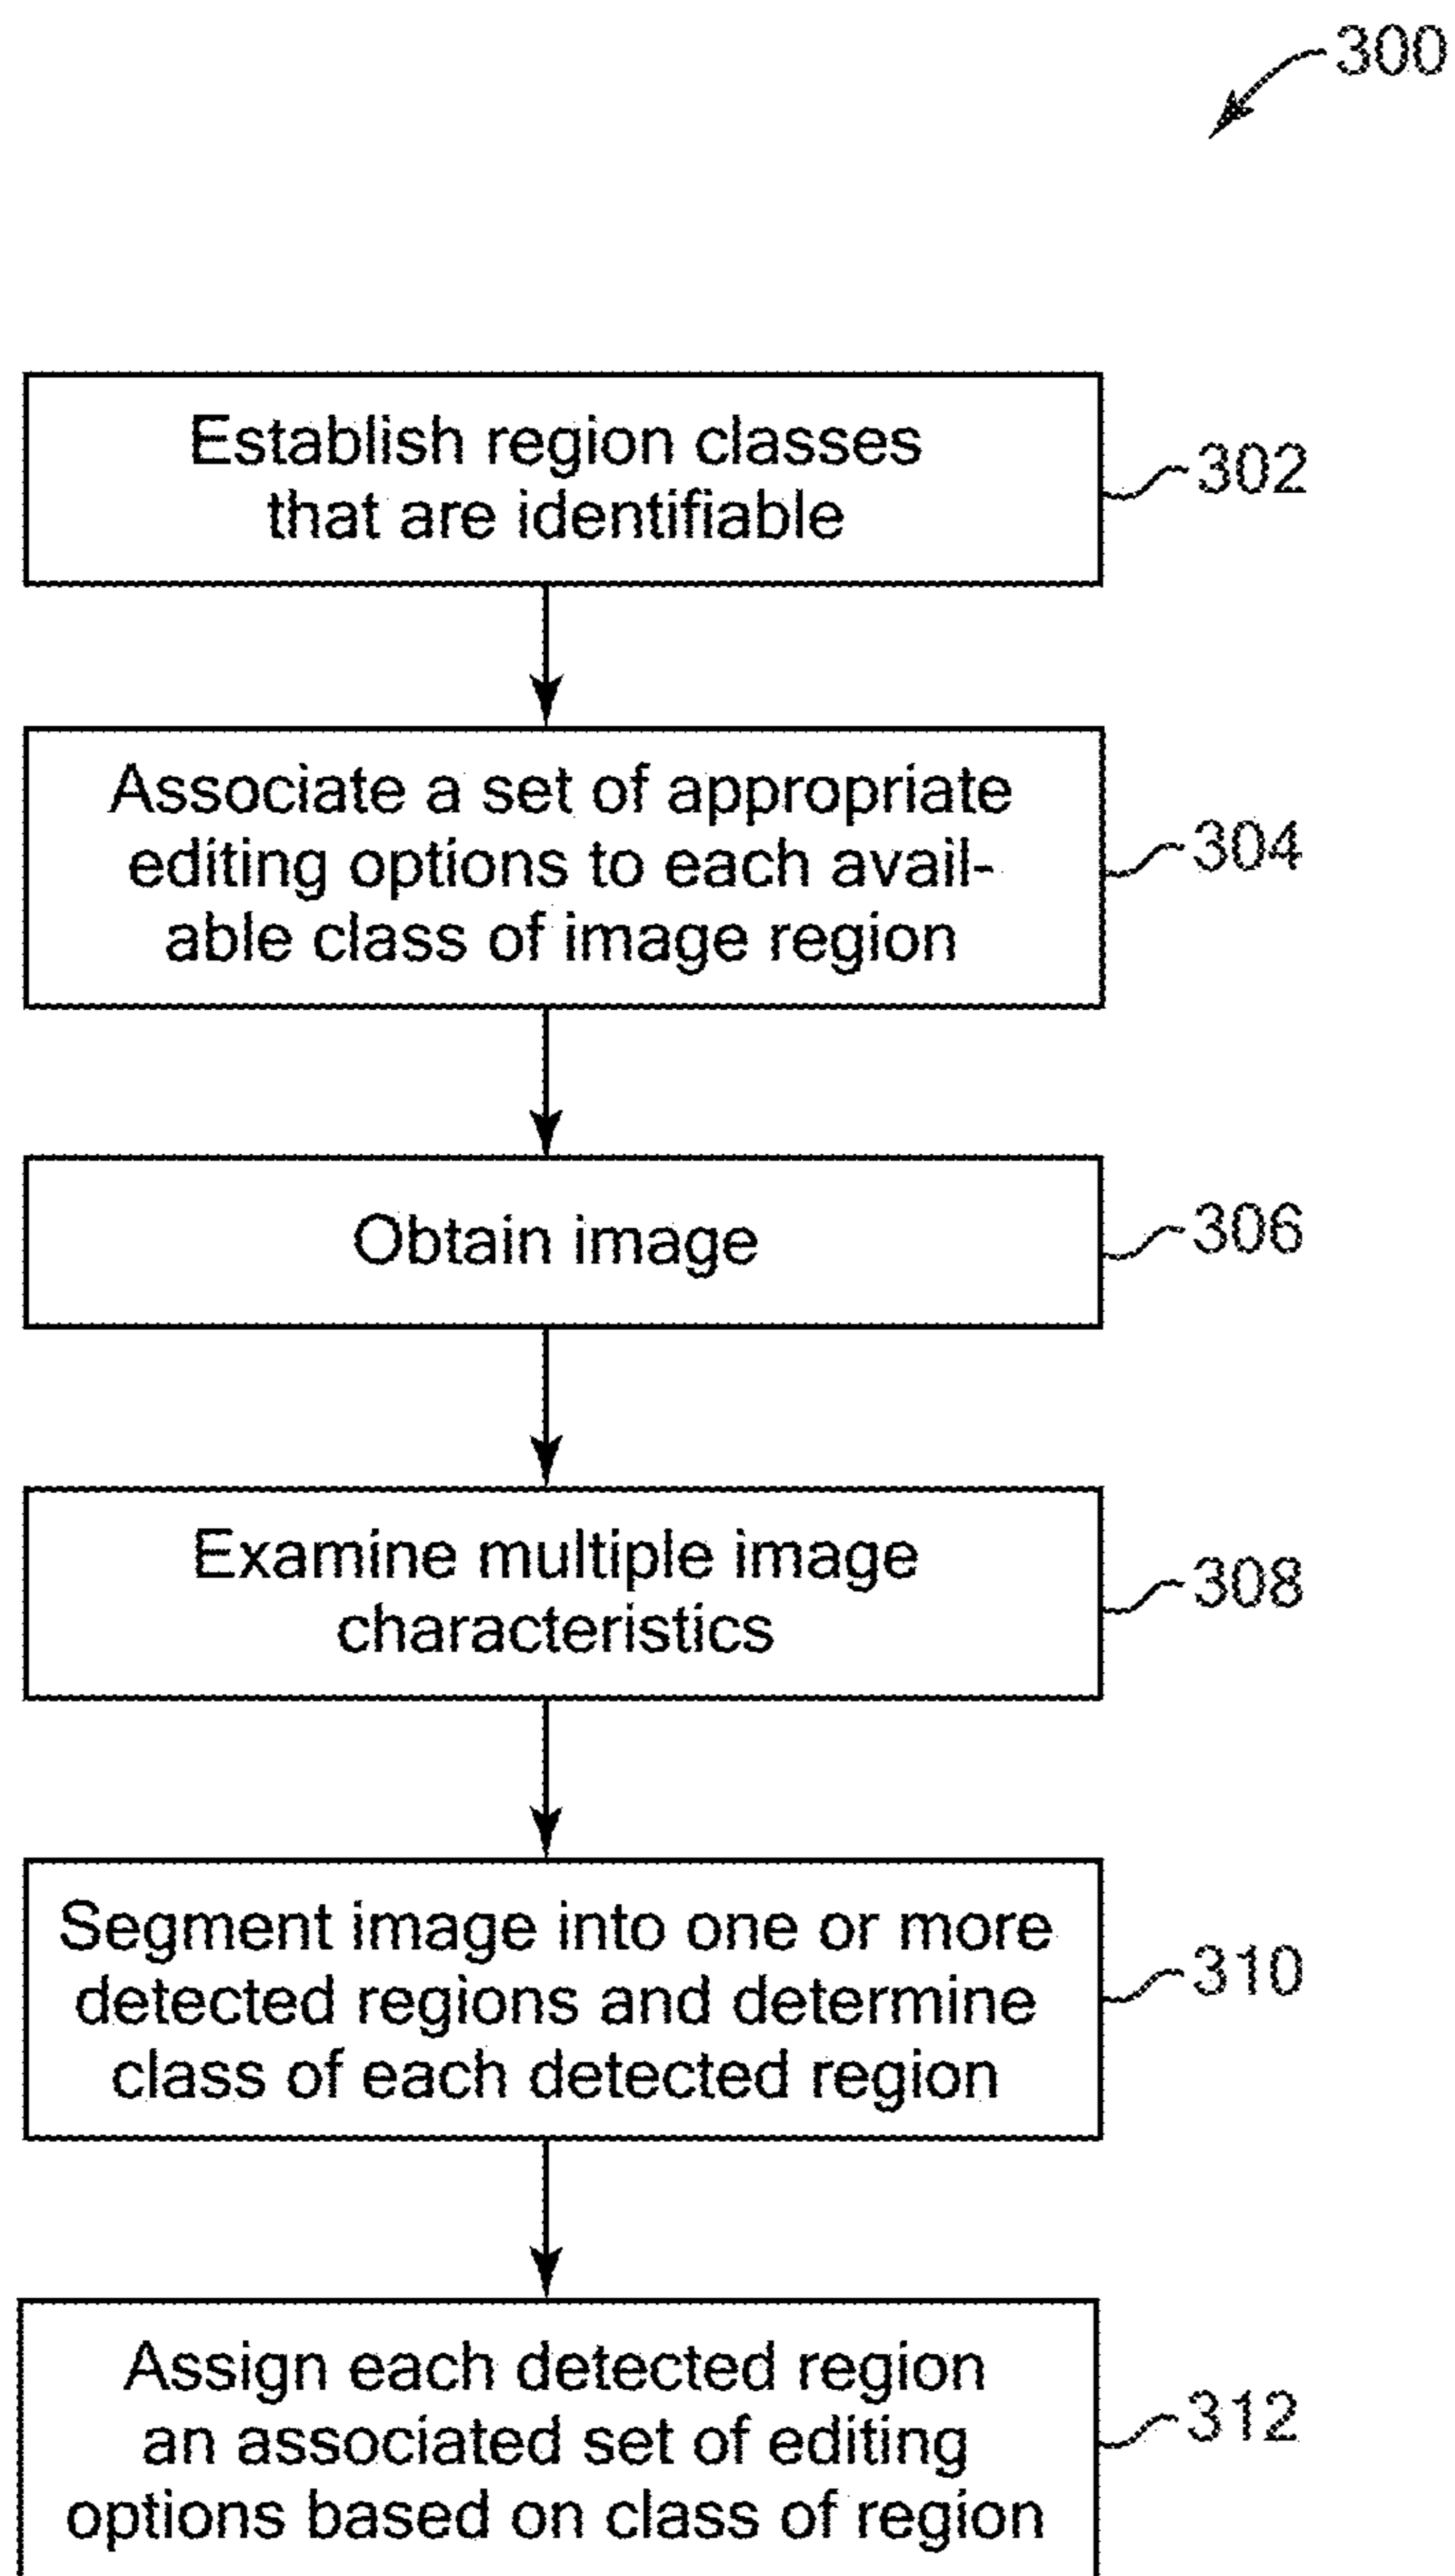 300
Establish region classes
that are identifiable
302
Associate a set of appropriate
editing options to each avail-
able class of image region
304
Obtain image
306
Examine multiple image
characteristics
308
Segment image into one or more
detected regions and determine
class of each detected region
310
Assign each detected region
an associated set of editing
options based on class of region
312